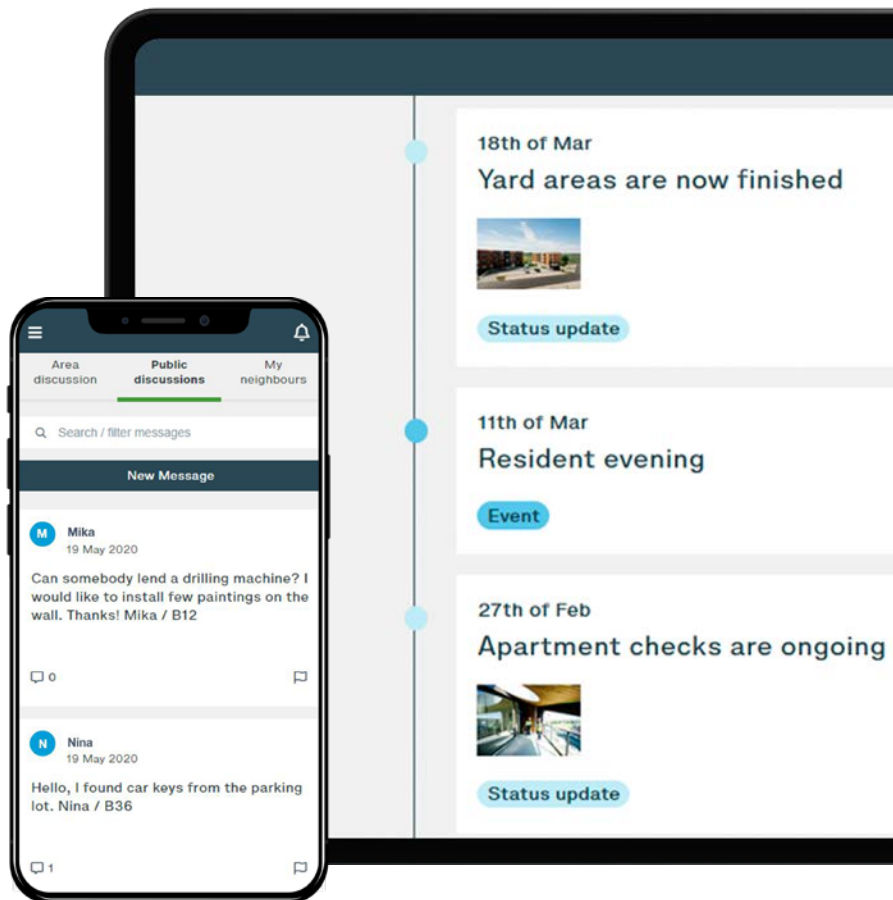 18th of Mar
Yard areas are now finished
Status update
11th of Mar
Resident evening
Event
27th of Feb
Apartment checks are ongoing
Status update
Area
discussion
Public
discussions
My
neighbours
Search / filter messages
New Message
M
Mika
19 May 2020
Can somebody lend a drilling machine? I
would like to install few paintings on the
wall. Thanks! Mika / B12
0
N
Nina
19 May 2020
Hello, I found car keys from the parking
lot. Nina / B36
1